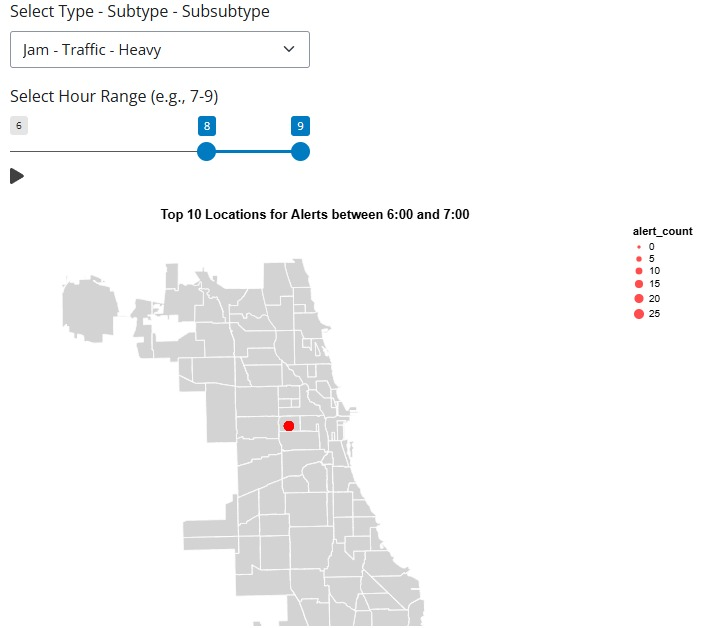 Select Type - Subtype - Subsubtype
Jam - Traffic - Heavy
Select Hour Range (e.g., 7-9)
6
8
9
Top 10 Locations for Alerts between 6:00 and 7:00
alert_count
0
5
10
15
20
25